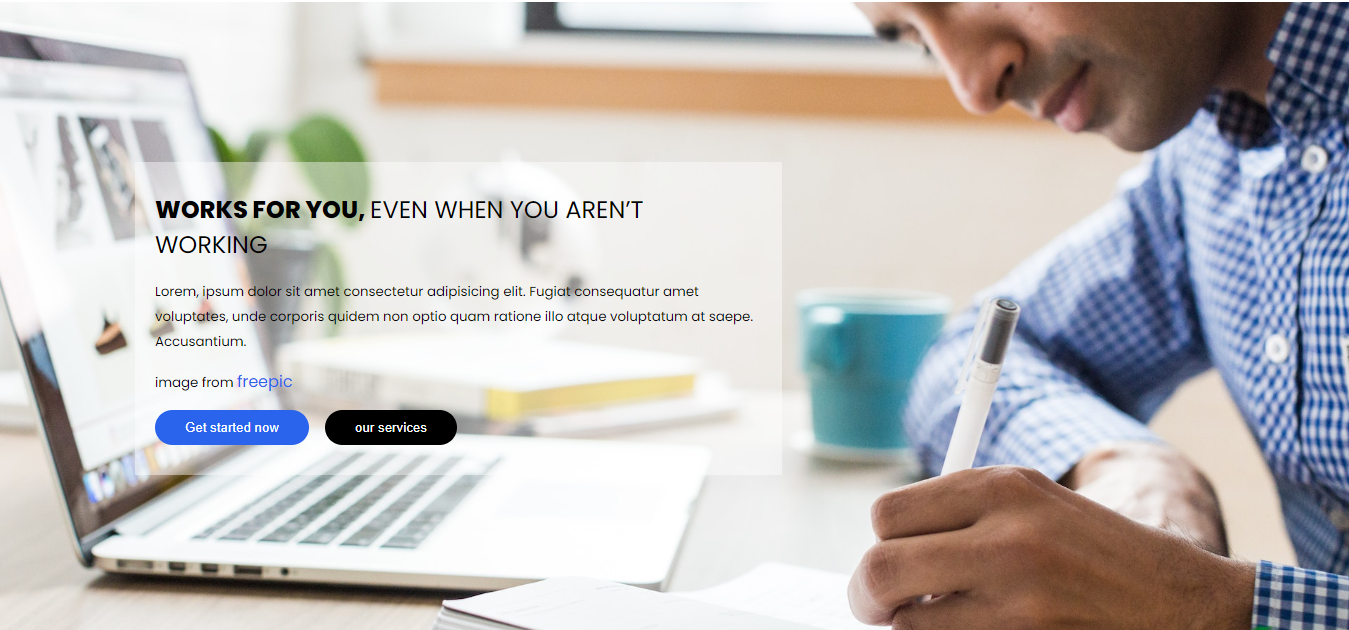 WORKS FOR YOU, EVEN WHEN YOU AREN’T
WORKING
Lorem, ipsum dolor sit amet consectetur adipisicing elit. Fugiat consequatur amet
voluptates, unde corporis quidem non optio quam ratione illo atque voluptatum at saepe.
Accusantium.
image from freepic
Get started now
our services